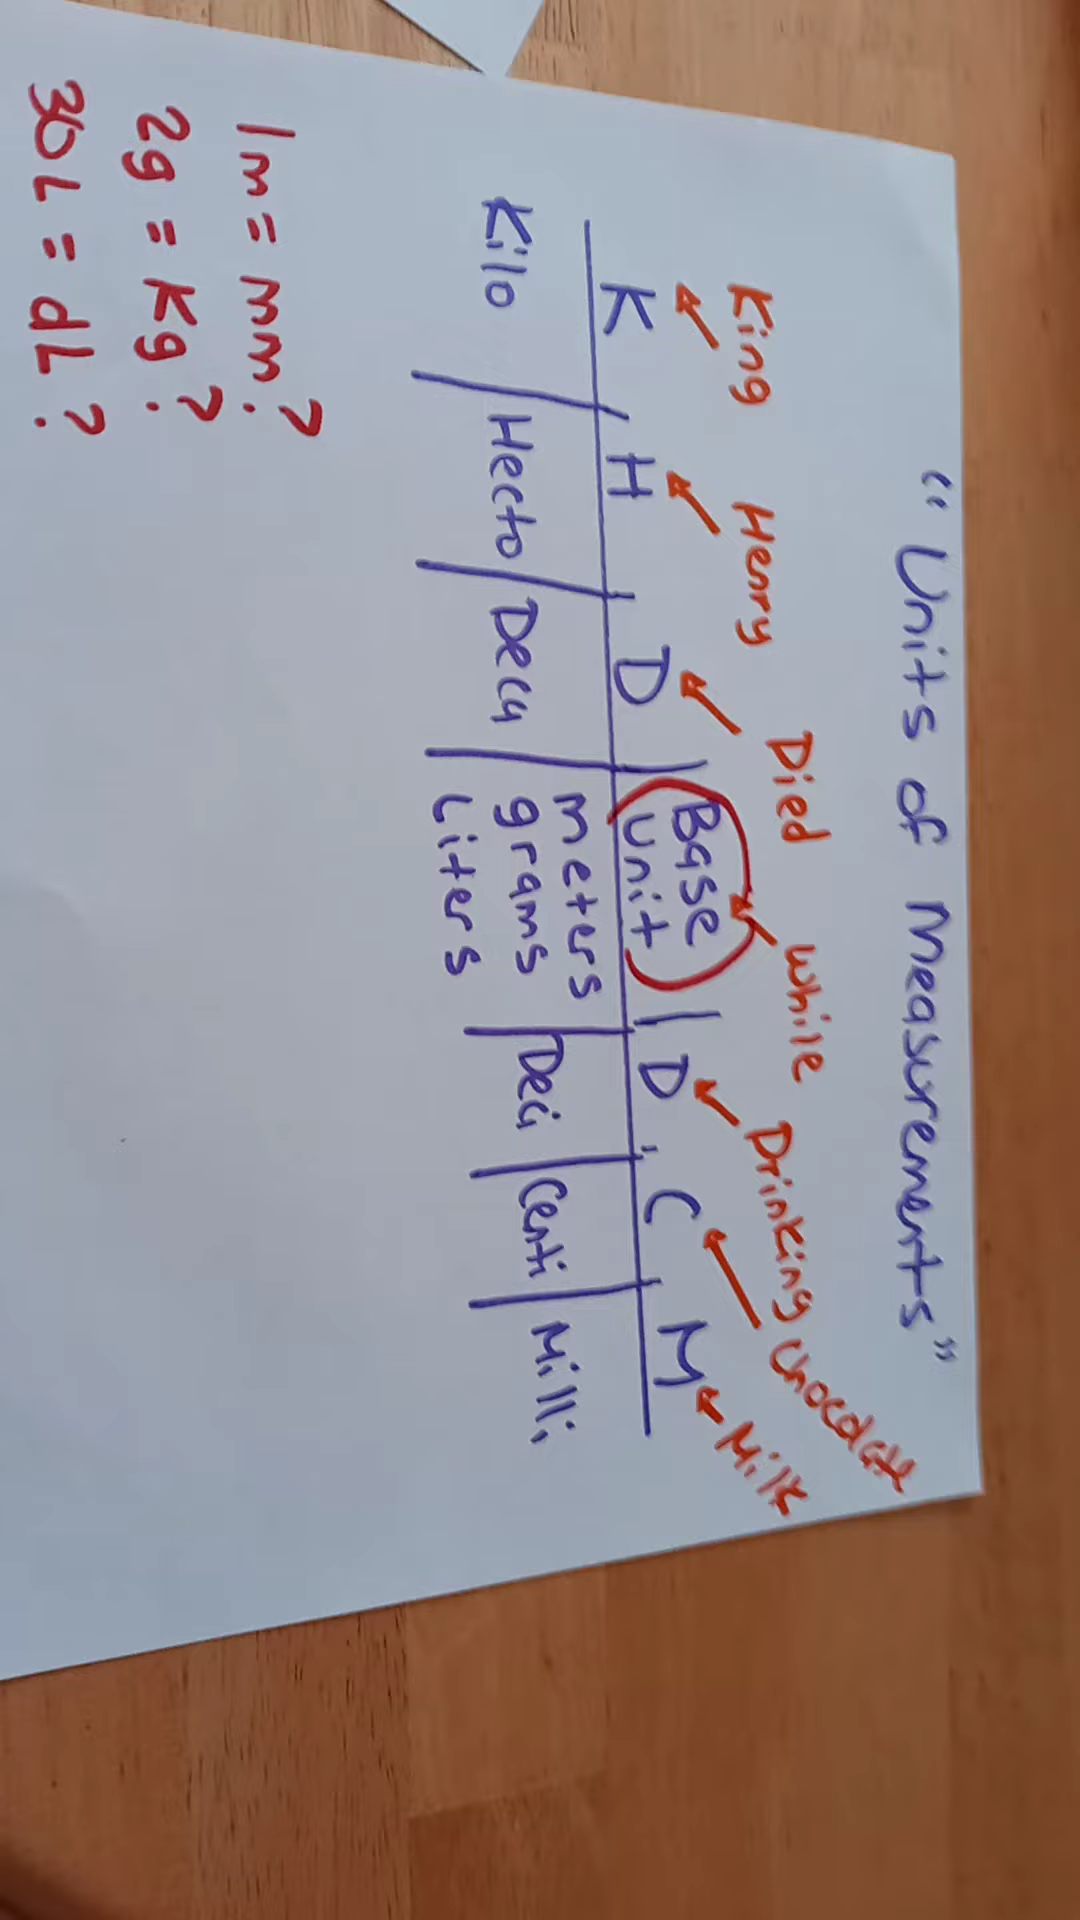 "Units of Measurements"
King Henry Died While Drinking Chocolate Milk
K, H, D | Base Unit | D, C, M
Kilo | Hecto | Deca | meters | Deci | Centi | Milli
grams
Liters
1m = mm?
2g = Kg?
30L = dL?